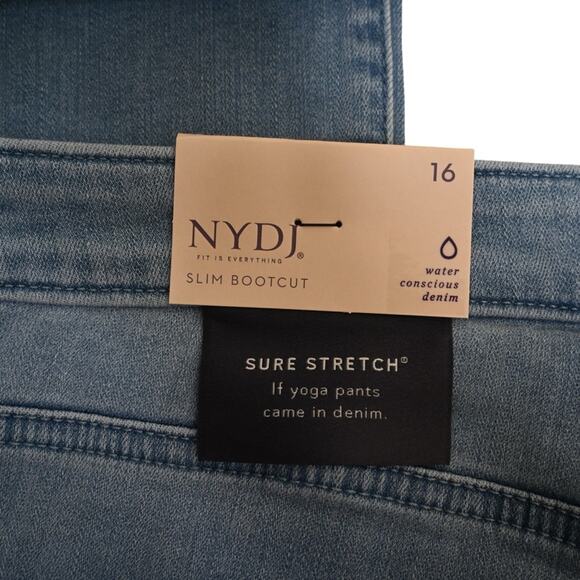 16
NYDJ®
FIT IS EVERYTHING
SLIM BOOTCUT
water
conscious
denim
SURE STRETCH®
If yoga pants
came in denim.